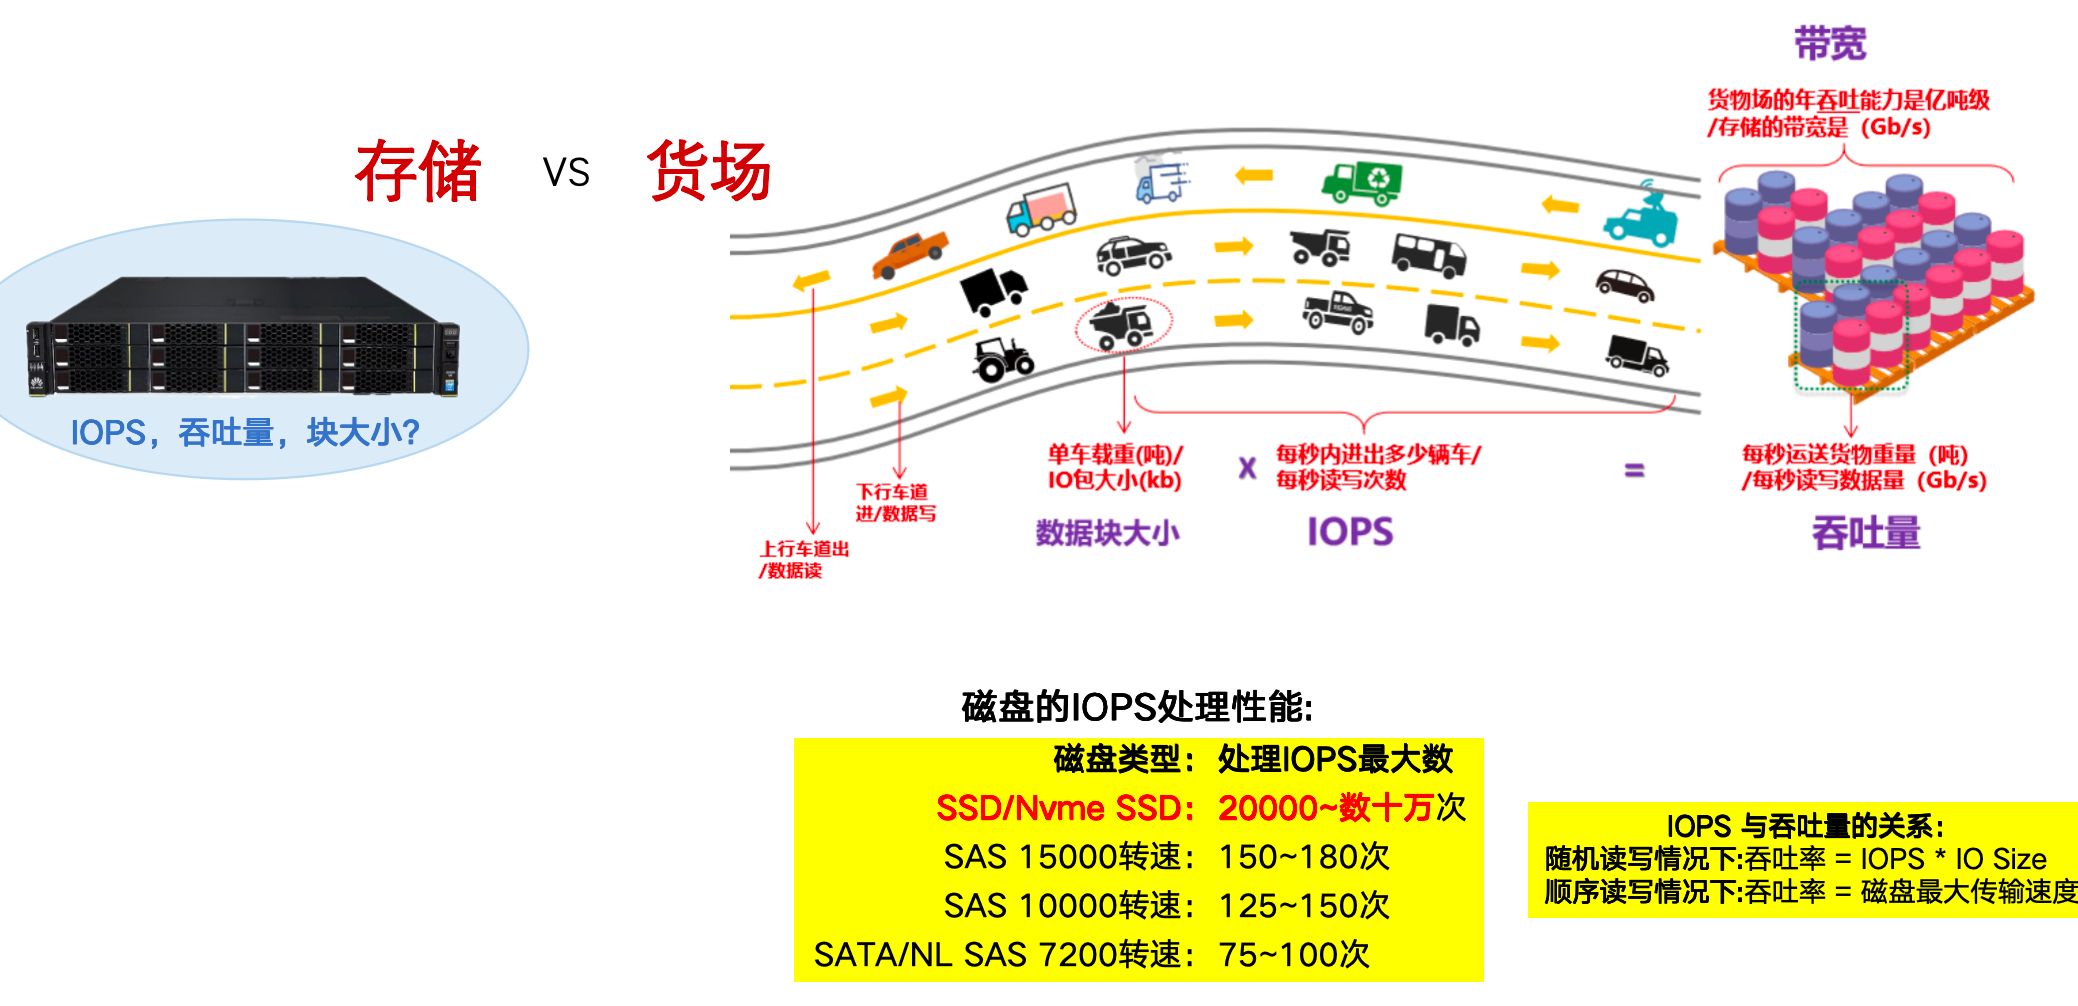 带宽
货物场的年吞吐能力是亿吨级
/存储的带宽是（Gb/s）
存储 VS 货场
IOPS，吞吐量，块大小?
单车载重(吨)/
IO包大小(kb)
X
每秒内进出多少辆车/
每秒读写次数
=
每秒运送货物重量（吨）
/每秒读写数据量（Gb/s）
下行车道
进/数据写
上行车道出
/数据读
数据块大小
IOPS
吞吐量
磁盘的IOPS处理性能:
磁盘类型： 处理IOPS最大数
SSD/Nvme SSD： 20000~数十万次
SAS 15000转速： 150~180次
SAS 10000转速： 125~150次
SATA/NL SAS 7200转速： 75~100次
IOPS 与吞吐量的关系：
随机读写情况下:吞吐率 = IOPS * IO Size
顺序读写情况下:吞吐率 = 磁盘最大传输速度